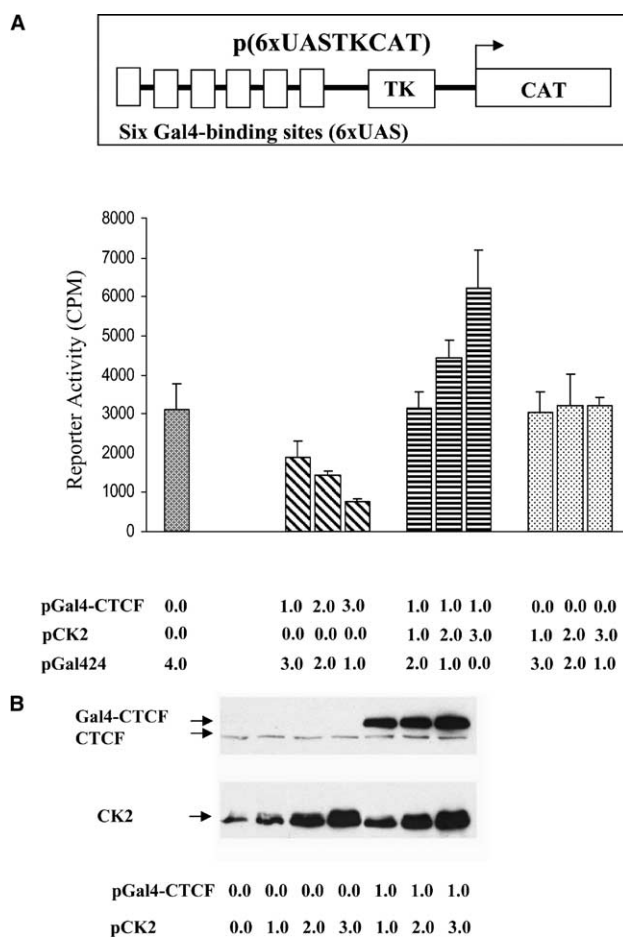 A
p(6xUASTKCAT)
TK
CAT
Six Gal4-binding sites (6xUAS)
Reporter Activity (CPM)
8000
7000
6000
5000
4000
3000
2000
1000
0
pGal4-CTCF 0.0 1.0 2.0 3.0 1.0 1.0 1.0 0.0 0.0 0.0
pCK2 0.0 0.0 0.0 0.0 1.0 2.0 3.0 1.0 2.0 3.0
pGal424 4.0 3.0 2.0 1.0 2.0 1.0 0.0 3.0 2.0 1.0
B
Gal4-CTCF
CTCF
CK2
pGal4-CTCF 0.0 0.0 0.0 0.0 1.0 1.0 1.0
pCK2 0.0 1.0 2.0 3.0 1.0 2.0 3.0